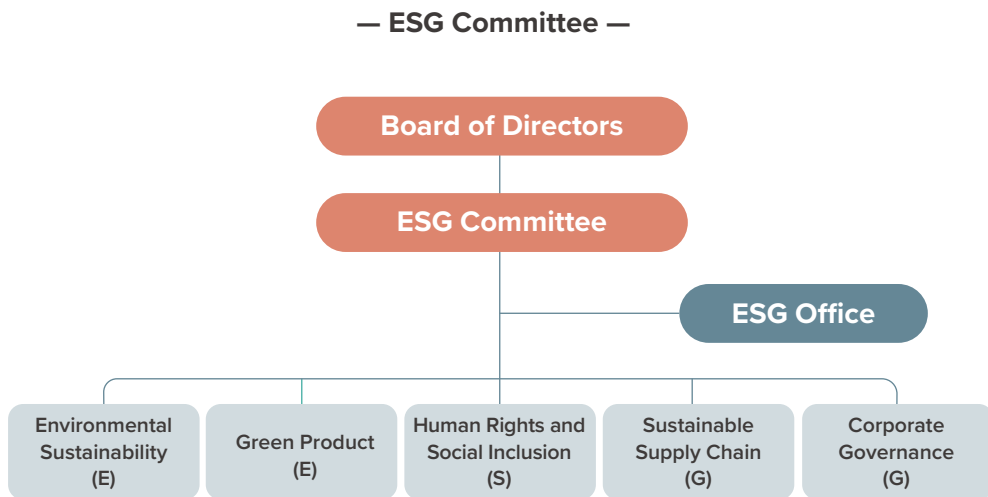 — ESG Committee —
Board of Directors
ESG Committee
ESG Office
Environmental
Sustainability
(E)
Green Product
(E)
Human Rights and
Social Inclusion
(S)
Sustainable
Supply Chain
(G)
Corporate
Governance
(G)